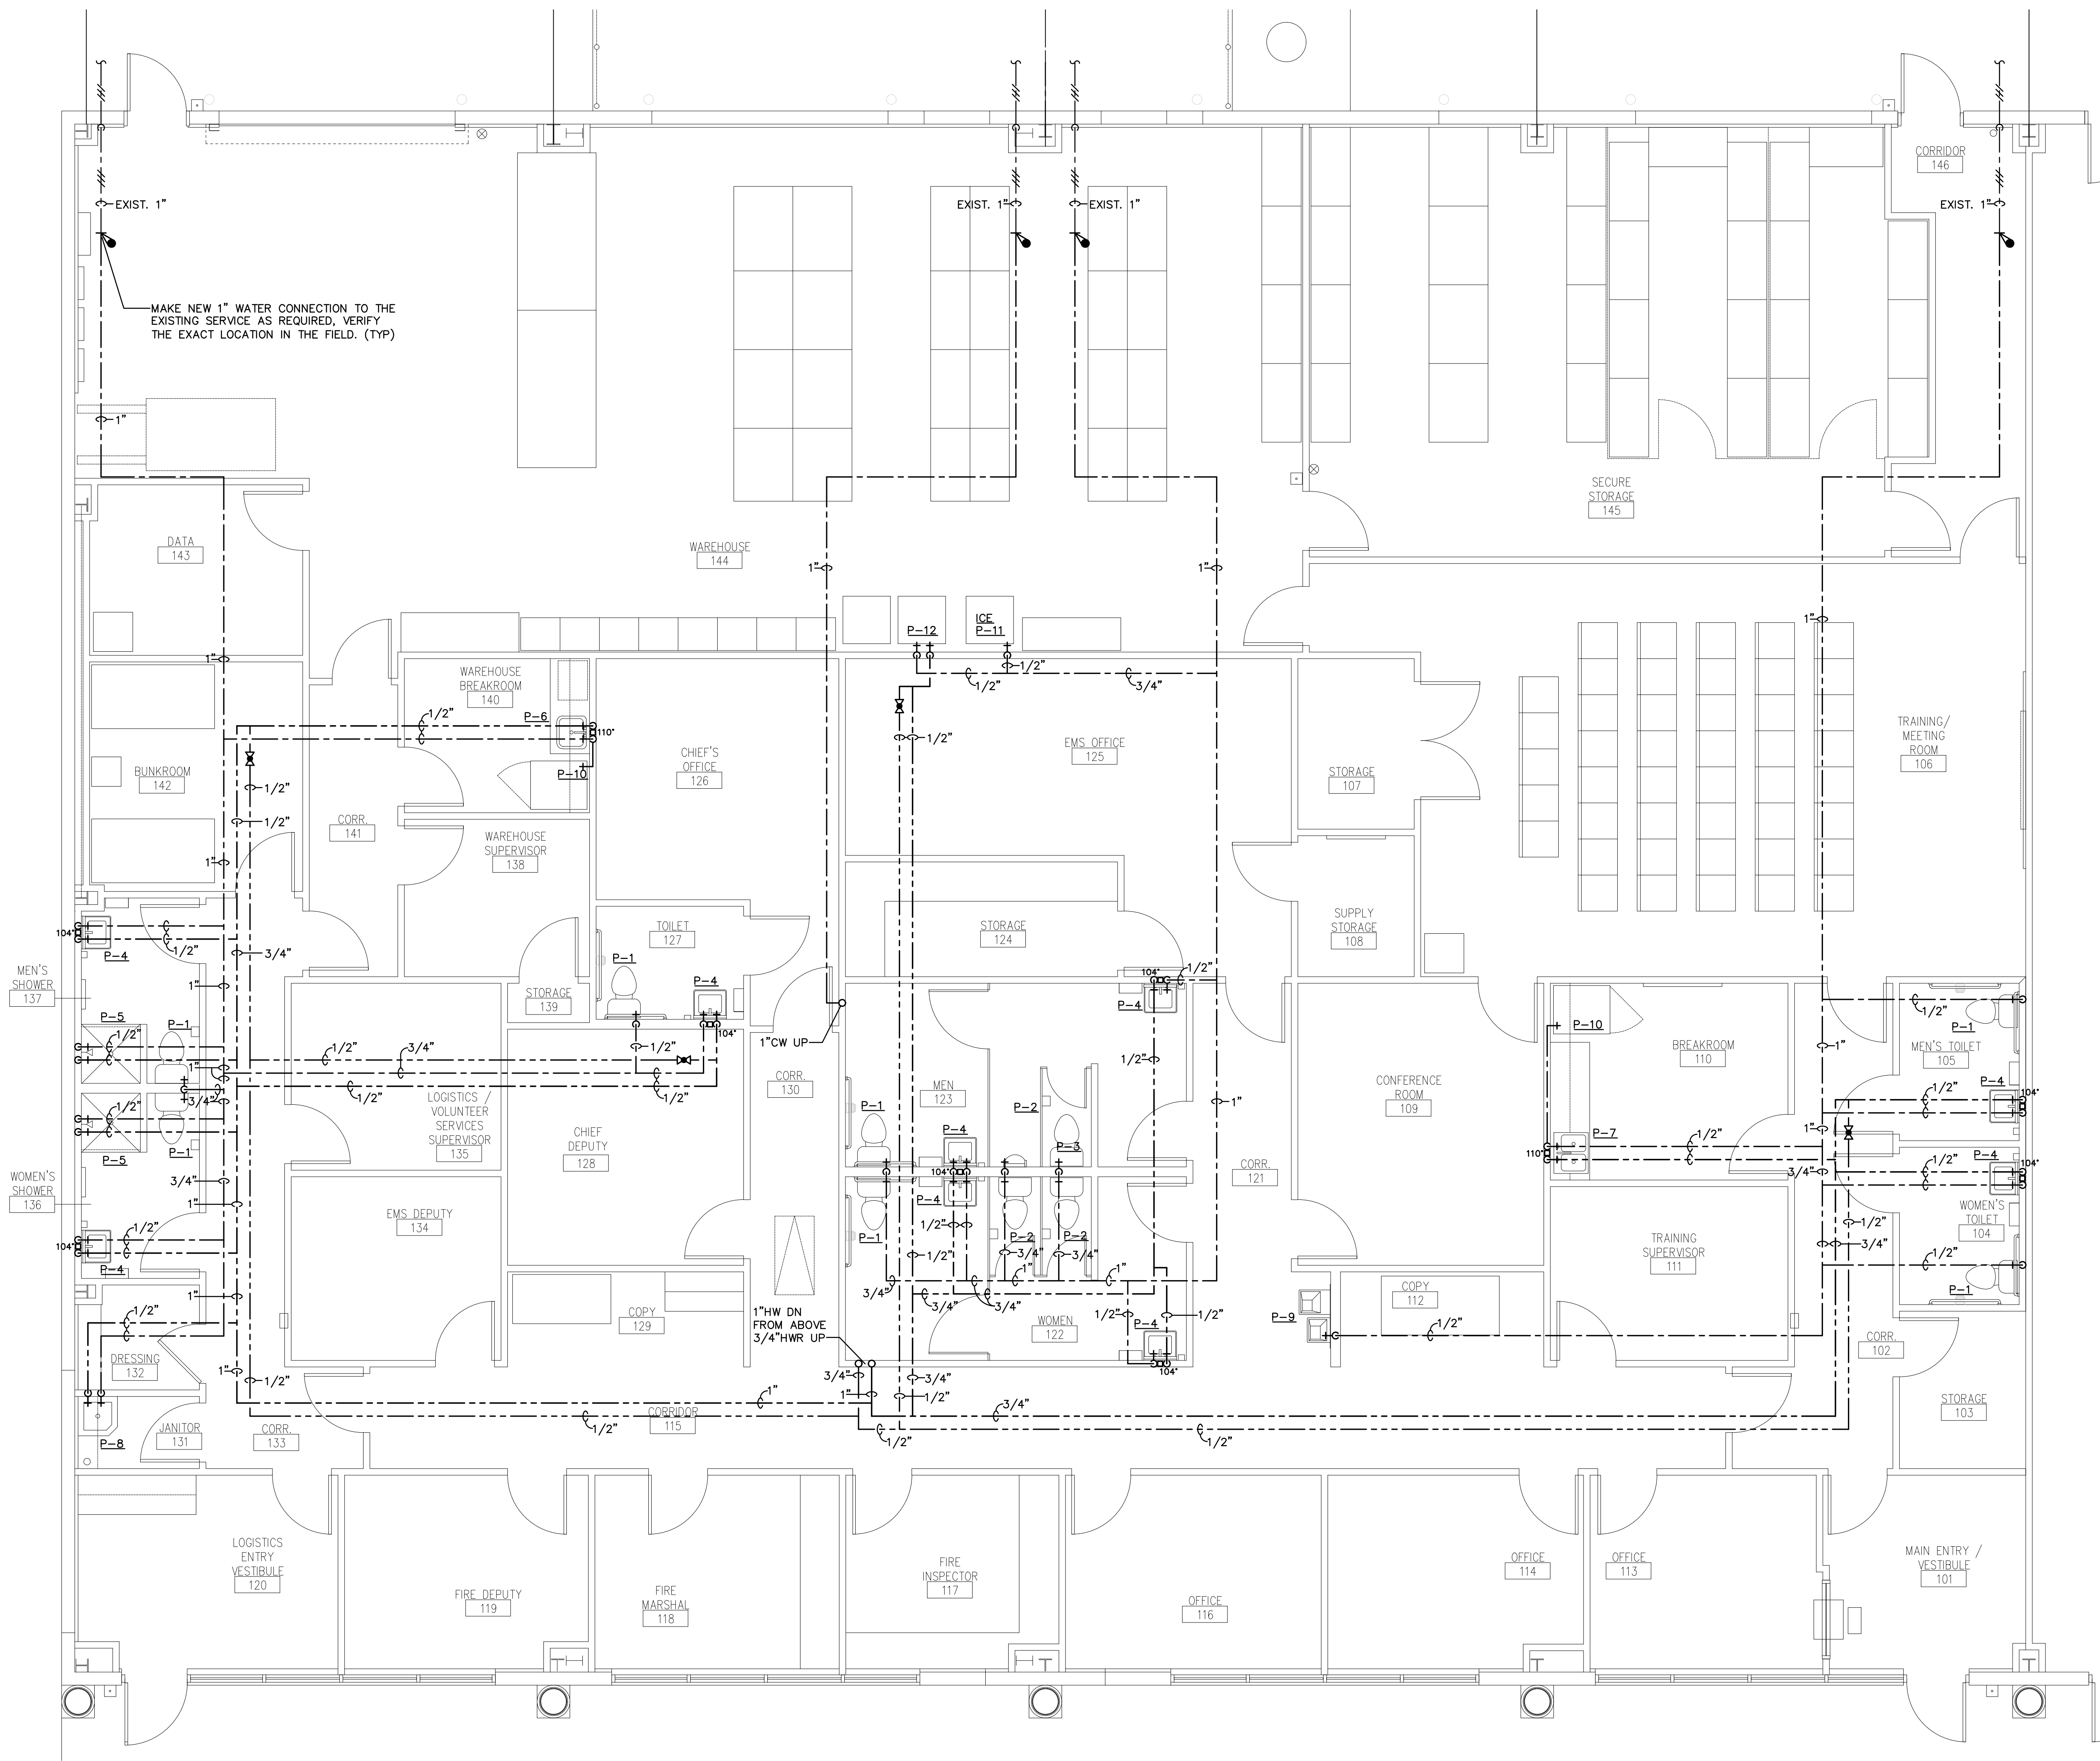 CORRIDOR
146
EXIST. 1"
EXIST. 1"
EXIST. 1"
EXIST. 1"
MAKE NEW 1" WATER CONNECTION TO THE
EXISTING SERVICE AS REQUIRED, VERIFY
THE EXACT LOCATION IN THE FIELD. (TYP)
1"
SECURE
STORAGE
145
DATA
143
WAREHOUSE
144
1"
1"
1"
ICE
P-12
P-11
1"
1/2"
1/2"
3/4"
WAREHOUSE
BREAKROOM
140
P-6
110°
P-10
1/2"
1/2"
CHIEF'S
OFFICE
126
EMS OFFICE
125
STORAGE
107
TRAINING/
MEETING
ROOM
106
BUNKROOM
142
1/2"
1/2"
CORR.
141
WAREHOUSE
SUPERVISOR
138
1"
SUPPLY
STORAGE
108
STORAGE
124
TOILET
127
104°
1/2"
P-4
3/4"
P-1
P-4
104°
1/2"
P-4
MEN'S
SHOWER
137
1"
STORAGE
139
104°
1/2"
P-1
P-5
P-1
1/2"
1/2"
3/4"
1/2"
1"CW UP
1/2"
1"
MEN'S TOILET
105
P-10
BREAKROOM
110
1"
3/4"
1/2"
1/2"
CORR.
130
MEN
123
CONFERENCE
ROOM
109
P-4
104°
1/2"
LOGISTICS /
VOLUNTEER
SERVICES
SUPERVISOR
135
CHIEF
DEPUTY
128
P-1
P-2
P-4
P-3
1"
1/2"
P-1
P-5
P-7
1/2"
110°
1"
1/2"
P-4
104°
WOMEN'S
SHOWER
136
3/4"
1"
104°
P-4
CORR.
121
3/4"
EMS DEPUTY
134
P-1
1/2"
P-2
P-2
WOMEN'S
TOILET
104
1/2"
104°
P-4
1/2"
3/4"
3/4"
TRAINING
SUPERVISOR
111
1/2"
3/4"
1/2"
P-1
1"
1"
1"
3/4"
3/4"
3/4"
1/2"
1/2"
COPY
112
COPY
129
1"HW DN
FROM ABOVE
3/4"HWR UP
WOMEN
122
P-4
P-9
1/2"
1/2"
CORR.
102
DRESSING
132
1"
1/2"
104°
3/4"
3/4"
1"
1/2"
1"
3/4"
STORAGE
103
P-8
JANITOR
131
CORR.
133
1/2"
CORRIDOR
115
1/2"
1/2"
LOGISTICS
ENTRY
VESTIBULE
120
FIRE DEPUTY
119
FIRE
MARSHAL
118
FIRE
INSPECTOR
117
OFFICE
116
OFFICE
114
OFFICE
113
MAIN ENTRY /
VESTIBULE
101